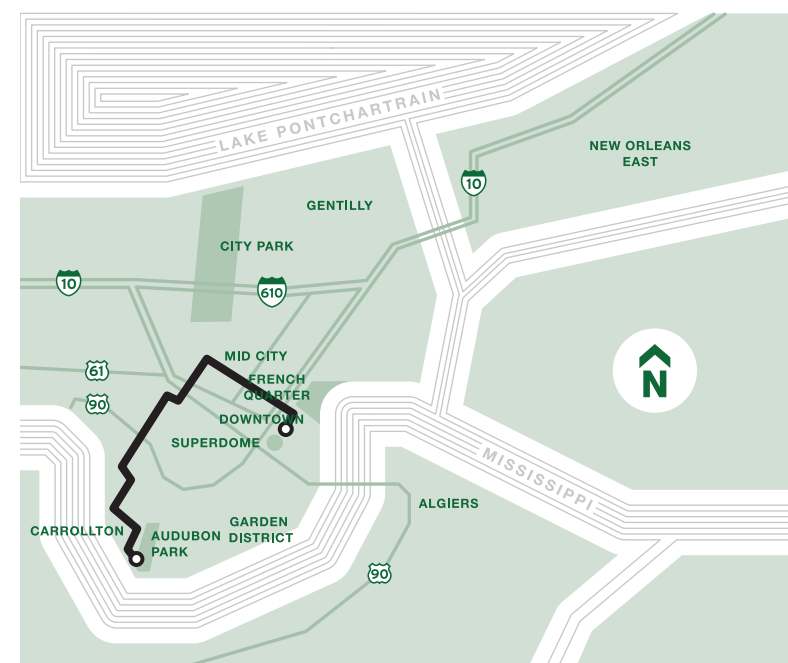 LAKE PONTCHARTRAIN
NEW ORLEANS
EAST
10
GENTILLY
CITY PARK
10
610
MID CITY
61
FRENCH
QUARTER
90
DOWNTOWN
SUPERDOME
N
MISSISSIPPI
ALGIERS
CARROLLTON
AUDUBON
PARK
GARDEN
DISTRICT
90